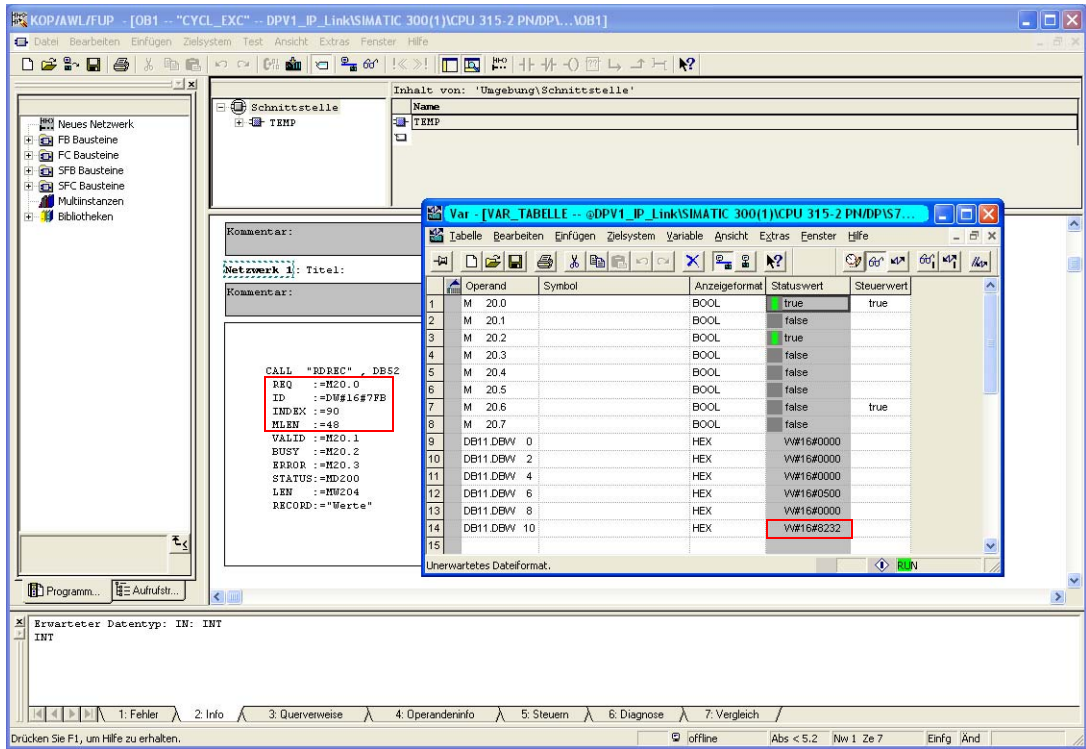 KOP/AWL/FUP - [OB1 -- "CYCL_EXC" -- DPV1_IP_Link\SIMATIC 300(1)\CPU 315-2 PN/DP\...\OB1]
Datei Bearbeiten Einfügen Zielsystem Test Ansicht Extras Fenster Hilfe
Neues Netzwerk
FB Bausteine
FC Bausteine
SFB Bausteine
SFC Bausteine
Multiinstanzen
Bibliotheken
Programm...
Aufrufstr...
Schnittstelle
TEMP
Inhalt von: 'Umgebung\Schnittstelle'
Name
TEMP
Kommentar:
Netzwerk 1: Titel:
Kommentar:
CALL "RDREC" , DB52
REQ :=M20.0
ID :=DW#16#7FB
INDEX :=90
MLEN :=48
VALID :=M20.1
BUSY :=M20.2
ERROR :=M20.3
STATUS:=MD200
LEN :=MW204
RECORD:="Werte"
Var - [VAR_TABELLE -- @DPV1_IP_Link\SIMATIC 300(1)\CPU 315-2 PN/DP\S7...
Tabelle Bearbeiten Einfügen Zielsystem Variable Ansicht Extras Fenster Hilfe
Operand Symbol Anzeigeformat Statuswert Steuerwert
1 M 20.0 BOOL true true
2 M 20.1 BOOL false
3 M 20.2 BOOL true
4 M 20.3 BOOL false
5 M 20.4 BOOL false
6 M 20.5 BOOL false
7 M 20.6 BOOL false true
8 M 20.7 BOOL false
9 DB11.DBW 0 HEX W#16#0000
10 DB11.DBW 2 HEX W#16#0000
11 DB11.DBW 4 HEX W#16#0000
12 DB11.DBW 6 HEX W#16#0500
13 DB11.DBW 8 HEX W#16#0000
14 DB11.DBW 10 HEX W#16#8232
15
Unerwartetes Dateiformat.
RUN
Erwarteter Datentyp: IN: INT
INT
1: Fehler 2: Info 3: Querverweise 4: Operandeninfo 5: Steuern 6: Diagnose 7: Vergleich
Drücken Sie F1, um Hilfe zu erhalten.
offline Abs < 5.2 Nw 1 Ze 7 Einfg Änd